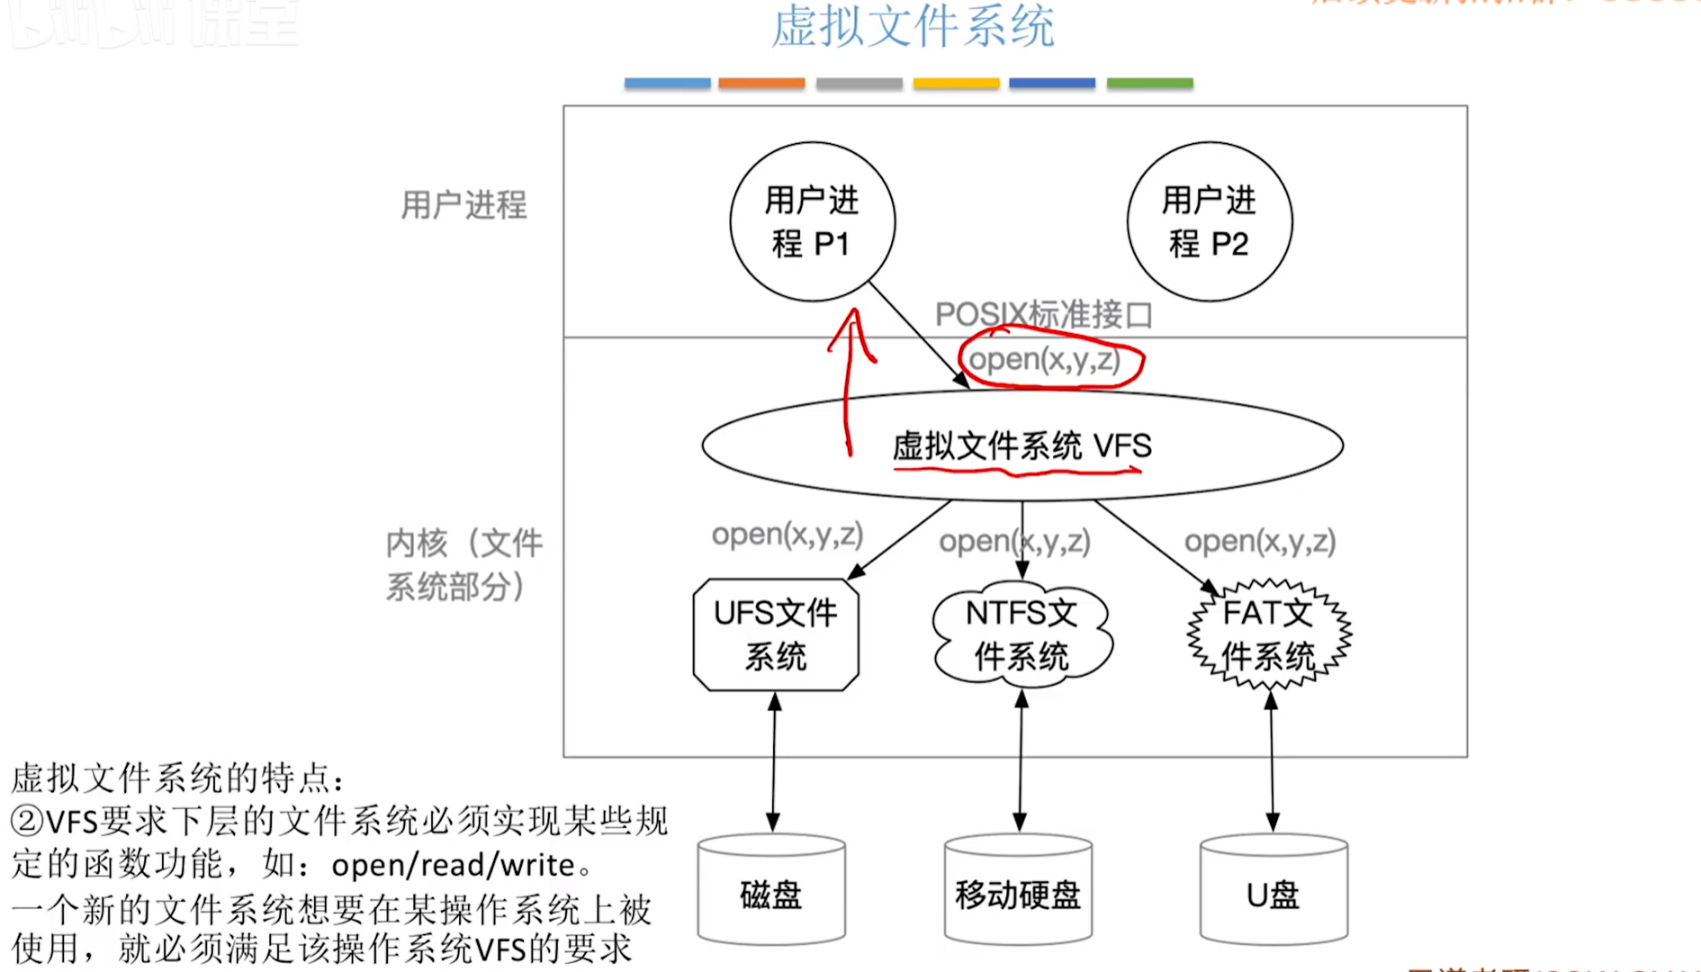 虚拟文件系统
用户进程
用户进
程 P1
用户进
程 P2
POSIX标准接口
open(x,y,z)
虚拟文件系统 VFS
内核（文件
系统部分）
open(x,y,z)
open(x,y,z)
open(x,y,z)
UFS文件
系统
NTFS文
件系统
FAT文
件系统
磁盘
移动硬盘
U盘
虚拟文件系统的特点：
②VFS要求下层的文件系统必须实现某些规
定的函数功能，如：open/read/write。
一个新的文件系统想要在某操作系统上被
使用，就必须满足该操作系统VFS的要求